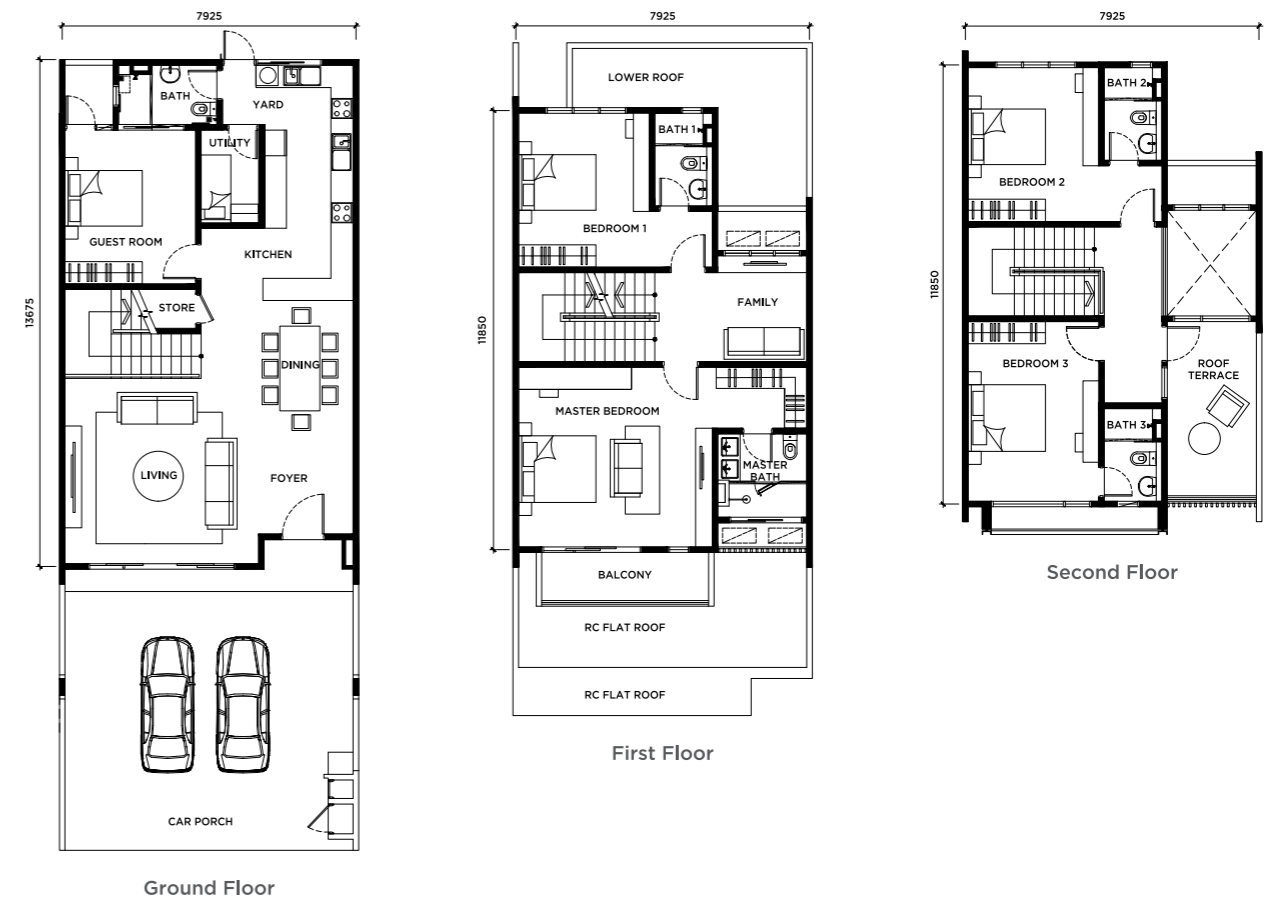 7925
13675
BATH
YARD
UTILITY
GUEST ROOM
KITCHEN
STORE
DINING
LIVING
FOYER
CAR PORCH
Ground Floor
7925
11850
LOWER ROOF
BATH 1
BEDROOM 1
FAMILY
MASTER BEDROOM
MASTER
BATH
BALCONY
RC FLAT ROOF
RC FLAT ROOF
First Floor
7925
11850
BATH 2
BEDROOM 2
BEDROOM 3
ROOF
TERRACE
BATH 3
Second Floor